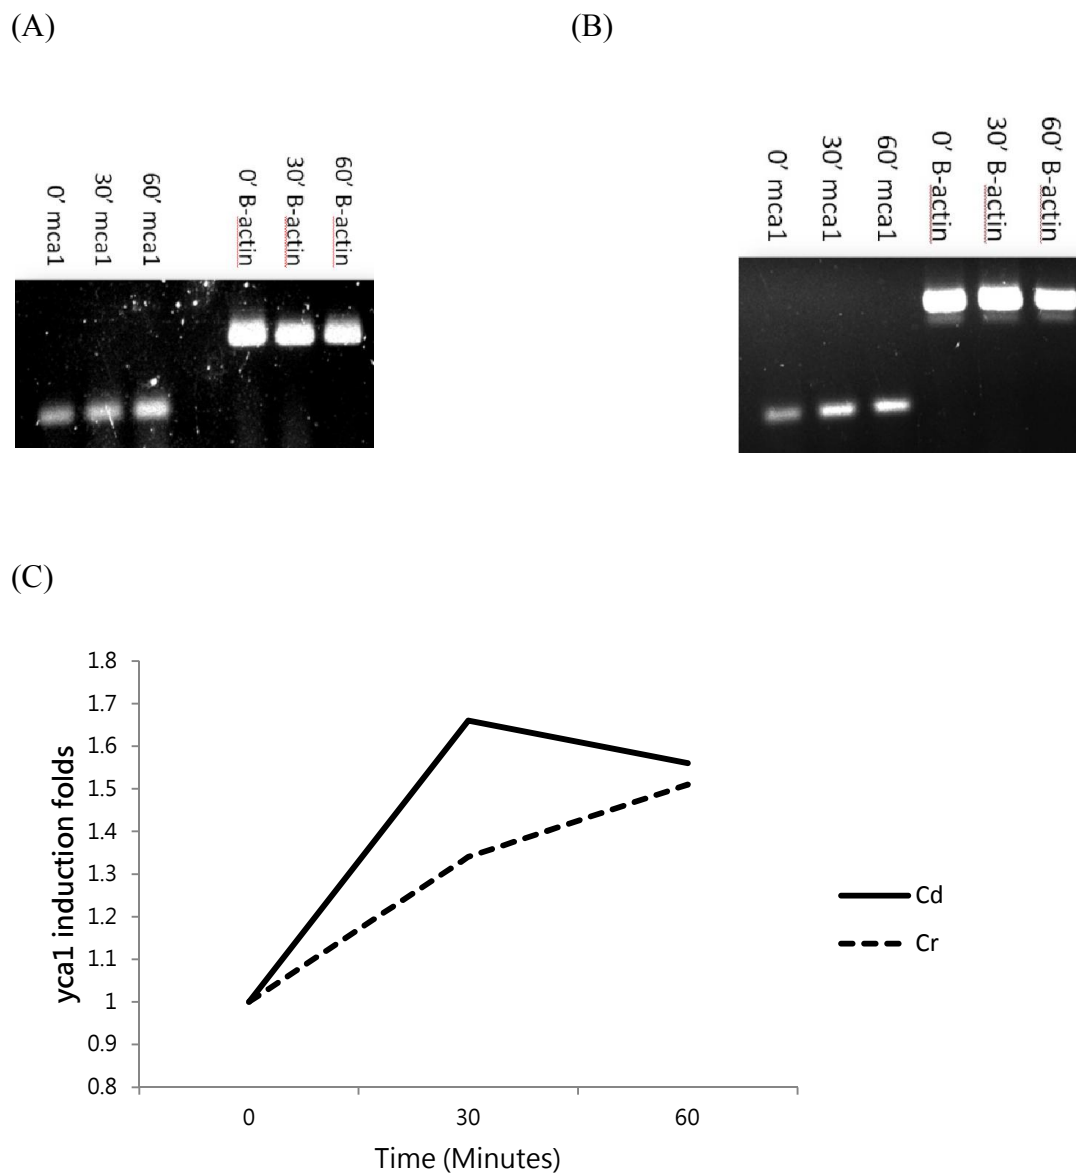 (A)
(B)
0' mca1
30' mca1
60' mca1
0' B-actin
30' B-actin
60' B-actin
0' mca1
30' mca1
60' mca1
0' B-actin
30' B-actin
60' B-actin
(C)
1.8
1.7
1.6
1.5
1.4
1.3
1.2
1.1
1
0.9
0.8
yca1 induction folds
0 30 60
Time (Minutes)
Cd
Cr